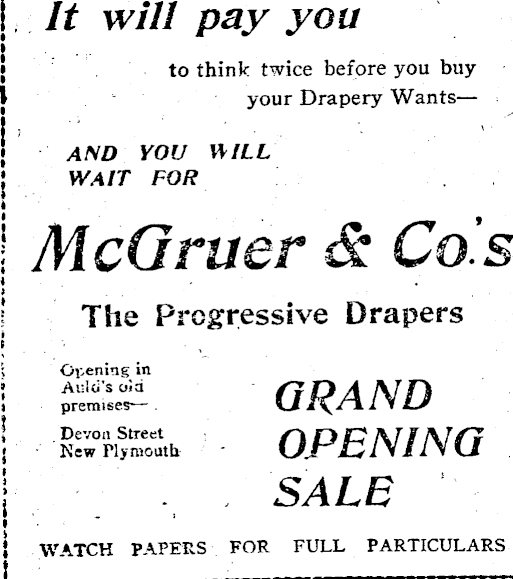 It will pay you
to think twice before you buy
your Drapery Wants—
AND YOU WILL
WAIT FOR
McGruer & Co.'s
The Progressive Drapers
Opening in
Auld's old
premises—
Devon Street
New Plymouth
GRAND
OPENING
SALE
WATCH PAPERS FOR FULL PARTICULARS